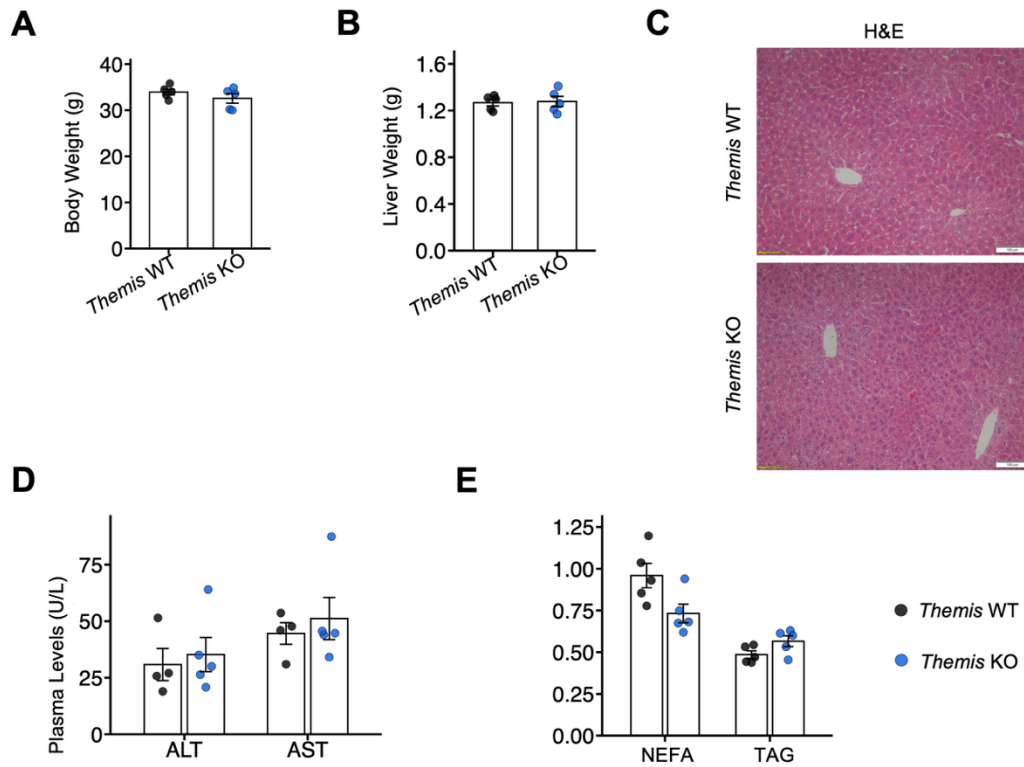 A
Body Weight (g)
40
30
20
10
0
Themis WT
Themis KO
B
Liver Weight (g)
1.6
1.2
0.8
0.4
0.0
Themis WT
Themis KO
C
H&E
Themis WT
Themis KO
100 µm
D
Plasma Levels (U/L)
75
50
25
0
ALT
AST
E
1.25
1.00
0.75
0.50
0.25
0.00
NEFA
TAG
Themis WT
Themis KO